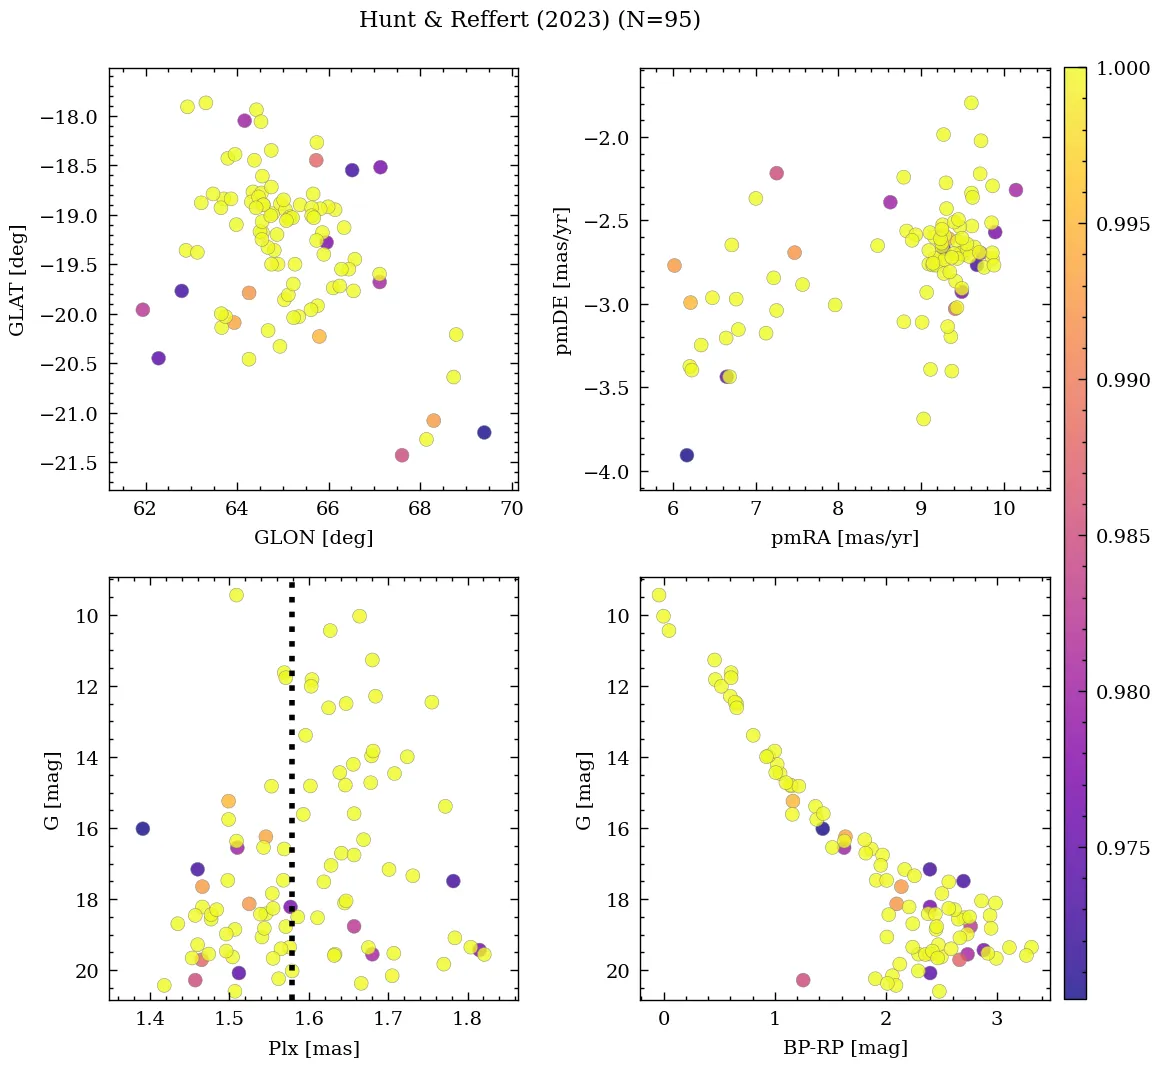 Hunt & Reffert (2023) (N=95)
−18.0
−18.5
−19.0
−19.5
−20.0
−20.5
−21.0
−21.5
GLAT [deg]
62 64 66 68 70
GLON [deg]
−2.0
−2.5
−3.0
−3.5
−4.0
pmDE [mas/yr]
6 7 8 9 10
pmRA [mas/yr]
1.000
0.995
0.990
0.985
0.980
0.975
10
12
14
16
18
20
G [mag]
1.4 1.5 1.6 1.7 1.8
Plx [mas]
10
12
14
16
18
20
G [mag]
0 1 2 3
BP-RP [mag]